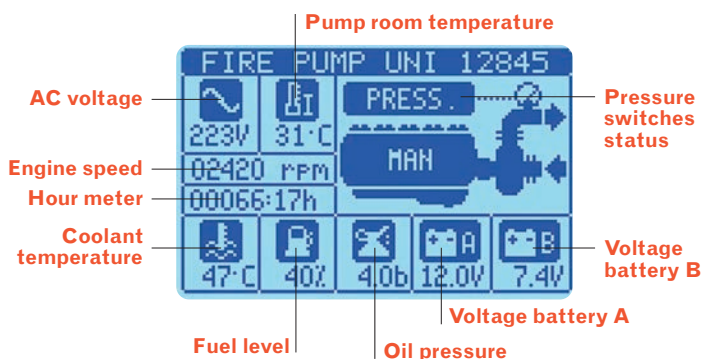 Pump room temperature
FIRE PUMP UNI 12845
AC voltage
PRESS.
Pressure
switches
status
223V
31°C
Engine speed
02420 rpm
MAN
Hour meter
00066:17h
Coolant
temperature
A
B
47°C
40%
4.0b
12.0V
7.4V
Voltage
battery B
Voltage battery A
Fuel level
Oil pressure